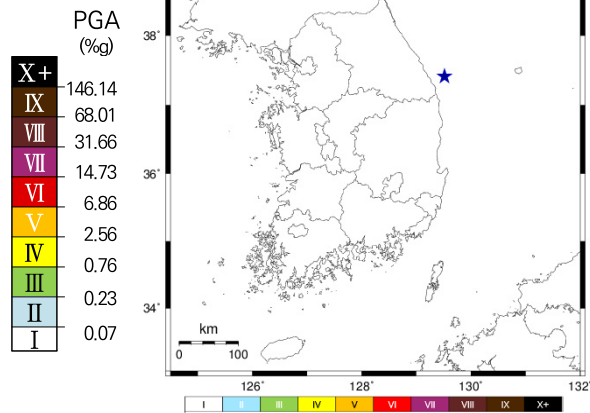 PGA
(%g)
X+
146.14
IX
68.01
VIII
31.66
VII
14.73
VI
6.86
V
2.56
IV
0.76
III
0.23
II
0.07
I
38°
36°
34°
km
0 100
126° 128° 130° 132°
I II III IV V VI VII VIII IX X+